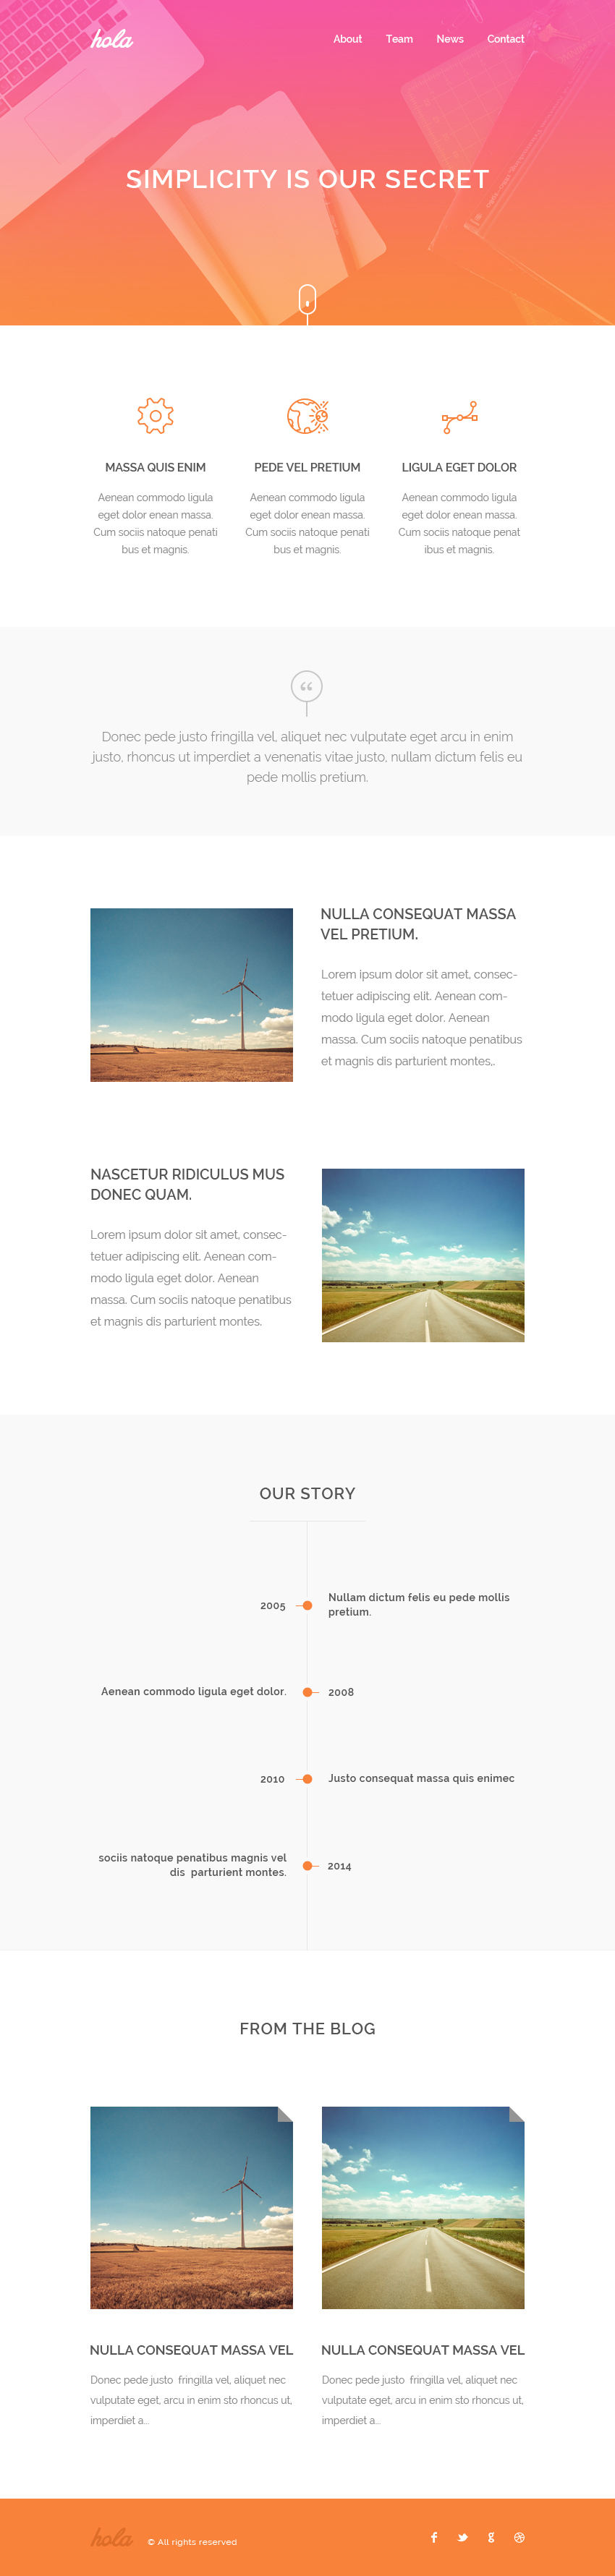 hola
About Team News Contact
SIMPLICITY IS OUR SECRET
MASSA QUIS ENIM
Aenean commodo ligula
eget dolor enean massa.
Cum sociis natoque penati
bus et magnis.
PEDE VEL PRETIUM
Aenean commodo ligula
eget dolor enean massa.
Cum sociis natoque penati
bus et magnis.
LIGULA EGET DOLOR
Aenean commodo ligula
eget dolor enean massa.
Cum sociis natoque penat
ibus et magnis.
“
Donec pede justo fringilla vel, aliquet nec vulputate eget arcu in enim
justo, rhoncus ut imperdiet a venenatis vitae justo, nullam dictum felis eu
pede mollis pretium.
NULLA CONSEQUAT MASSA
VEL PRETIUM.
Lorem ipsum dolor sit amet, consec-
tetuer adipiscing elit. Aenean com-
modo ligula eget dolor. Aenean
massa. Cum sociis natoque penatibus
et magnis dis parturient montes,.
NASCETUR RIDICULUS MUS
DONEC QUAM.
Lorem ipsum dolor sit amet, consec-
tetuer adipiscing elit. Aenean com-
modo ligula eget dolor. Aenean
massa. Cum sociis natoque penatibus
et magnis dis parturient montes.
OUR STORY
2005
Nullam dictum felis eu pede mollis
pretium.
Aenean commodo ligula eget dolor.
2008
2010
Justo consequat massa quis enimec
sociis natoque penatibus magnis vel
dis parturient montes.
2014
FROM THE BLOG
NULLA CONSEQUAT MASSA VEL
Donec pede justo fringilla vel, aliquet nec
vulputate eget, arcu in enim sto rhoncus ut,
imperdiet a...
NULLA CONSEQUAT MASSA VEL
Donec pede justo fringilla vel, aliquet nec
vulputate eget, arcu in enim sto rhoncus ut,
imperdiet a...
hola
© All rights reserved